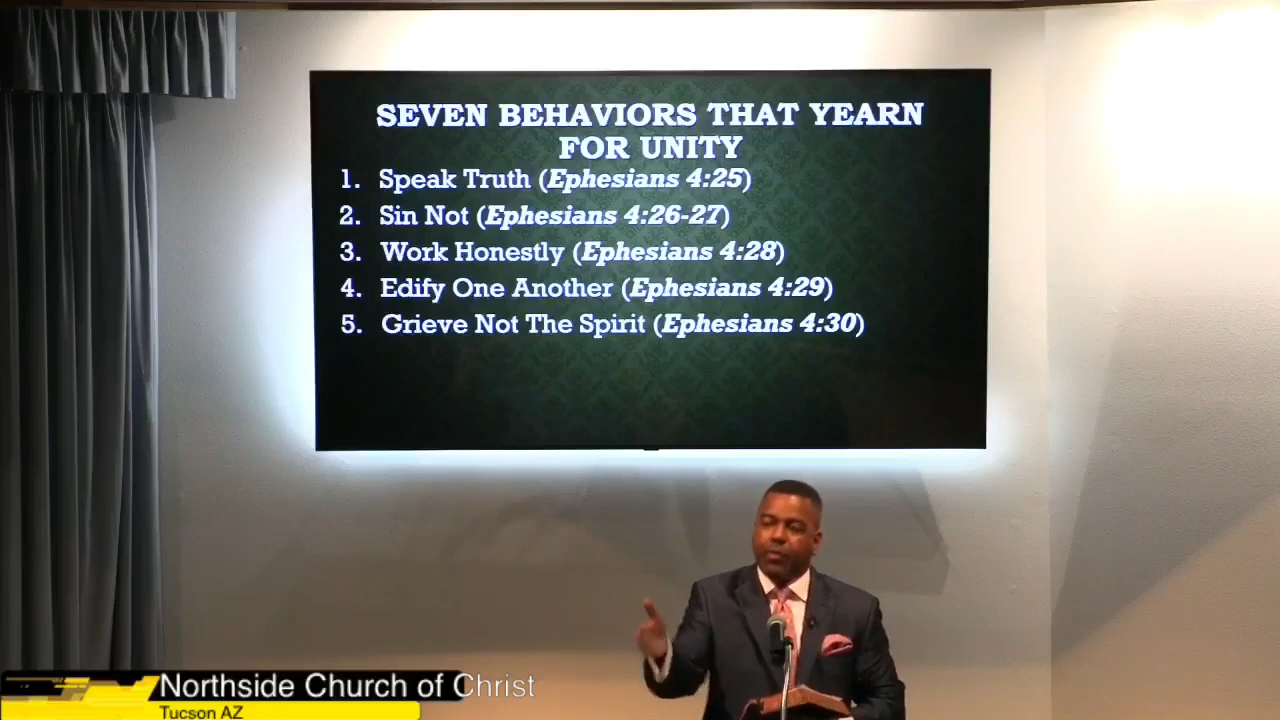 SEVEN BEHAVIORS THAT YEARN
FOR UNITY
1. Speak Truth (Ephesians 4:25)
2. Sin Not (Ephesians 4:26-27)
3. Work Honestly (Ephesians 4:28)
4. Edify One Another (Ephesians 4:29)
5. Grieve Not The Spirit (Ephesians 4:30)
Northside Church of Christ
Tucson AZ